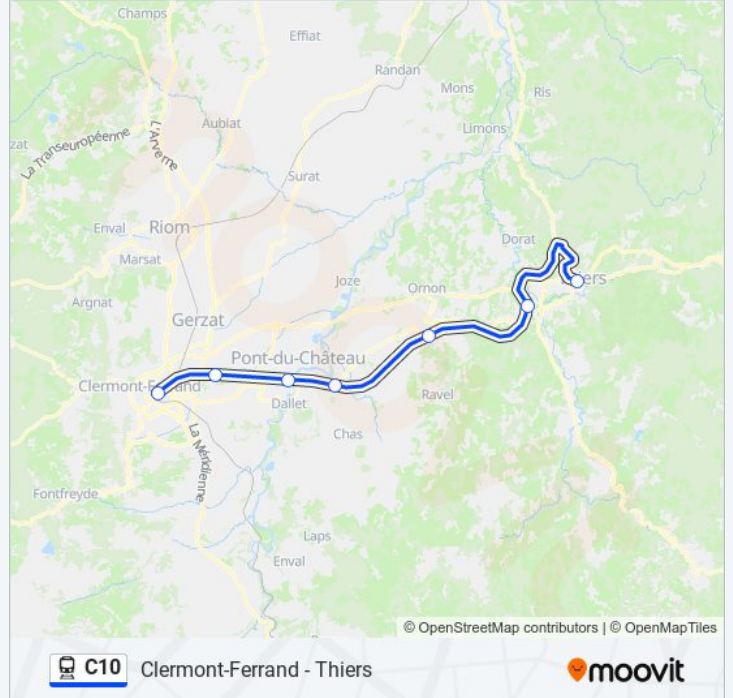 Champs
Effiat
Randan
Mons
Ris
Aubiat
L'Arverne
Limons
zat
La Transeuropéenne
Surat
Enval
Riom
Dorat
Marsat
Joze
Ornon
Argnat
Gerzat
Pont-du-Château
Clermont-Ferrand
Dallet
Ravel
Chas
La Méridienne
Fontfreyde
Laps
Enval
© OpenStreetMap contributors | © OpenMapTiles
C10 Clermont-Ferrand - Thiers
moovit